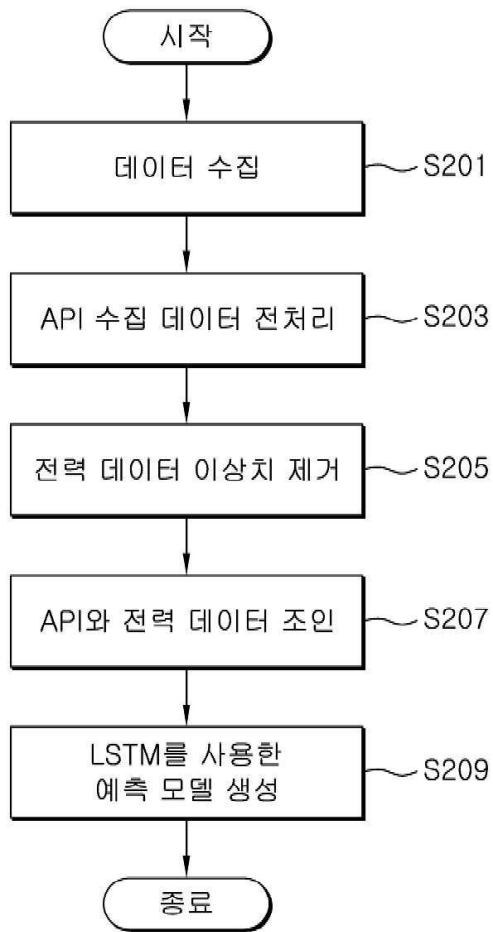 시작
데이터 수집
S201
API 수집 데이터 전처리
S203
전력 데이터 이상치 제거
S205
API와 전력 데이터 조인
S207
LSTM를 사용한
예측 모델 생성
S209
종료